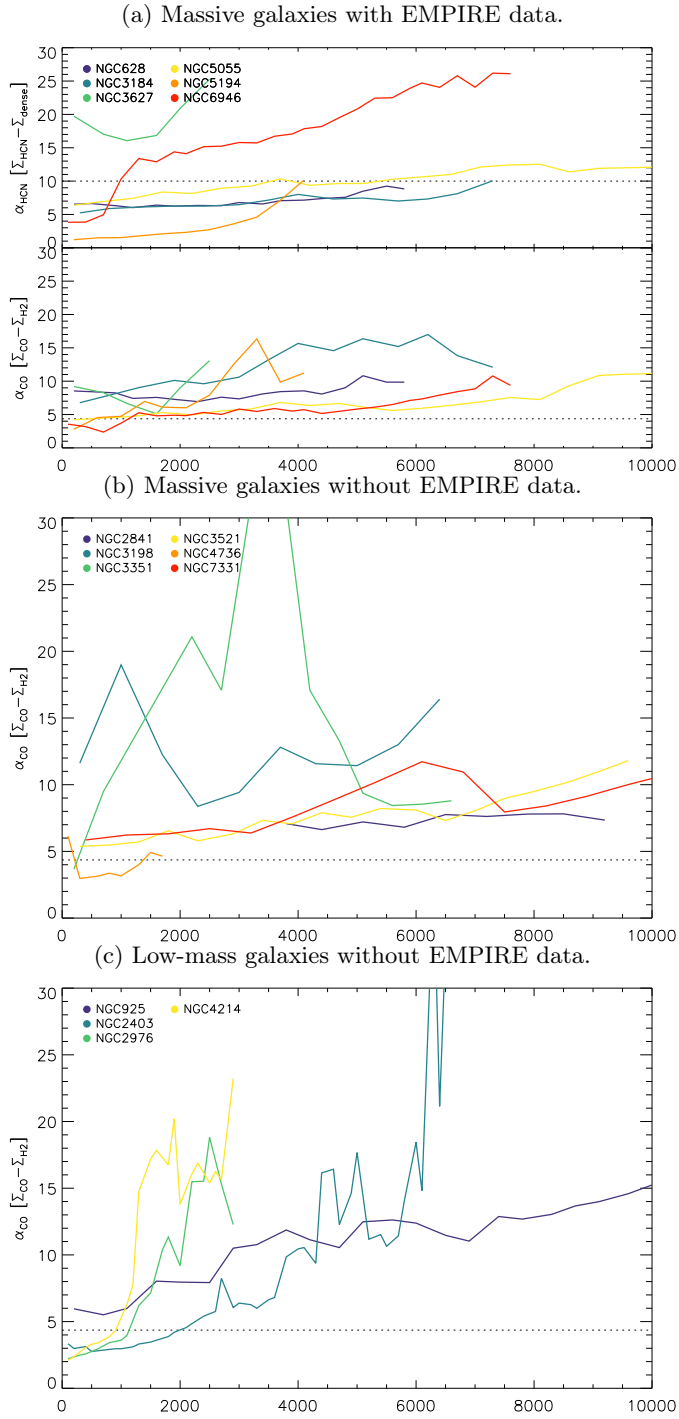 (a) Massive galaxies with EMPIRE data.
NGC628 NGC5055
NGC3184 NGC5194
NGC3627 NGC6946
30
25
20
15
10
5
0
α_HCN [Σ_HCN−Σ_dense]
30
25
20
15
10
5
0
α_CO [Σ_CO−Σ_H2]
0 2000 4000 6000 8000 10000
(b) Massive galaxies without EMPIRE data.
NGC2841 NGC3521
NGC3198 NGC4736
NGC3351 NGC7331
30
25
20
15
10
5
0
α_CO [Σ_CO−Σ_H2]
0 2000 4000 6000 8000 10000
(c) Low-mass galaxies without EMPIRE data.
NGC925 NGC4214
NGC2403
NGC2976
30
25
20
15
10
5
0
α_CO [Σ_CO−Σ_H2]
0 2000 4000 6000 8000 10000